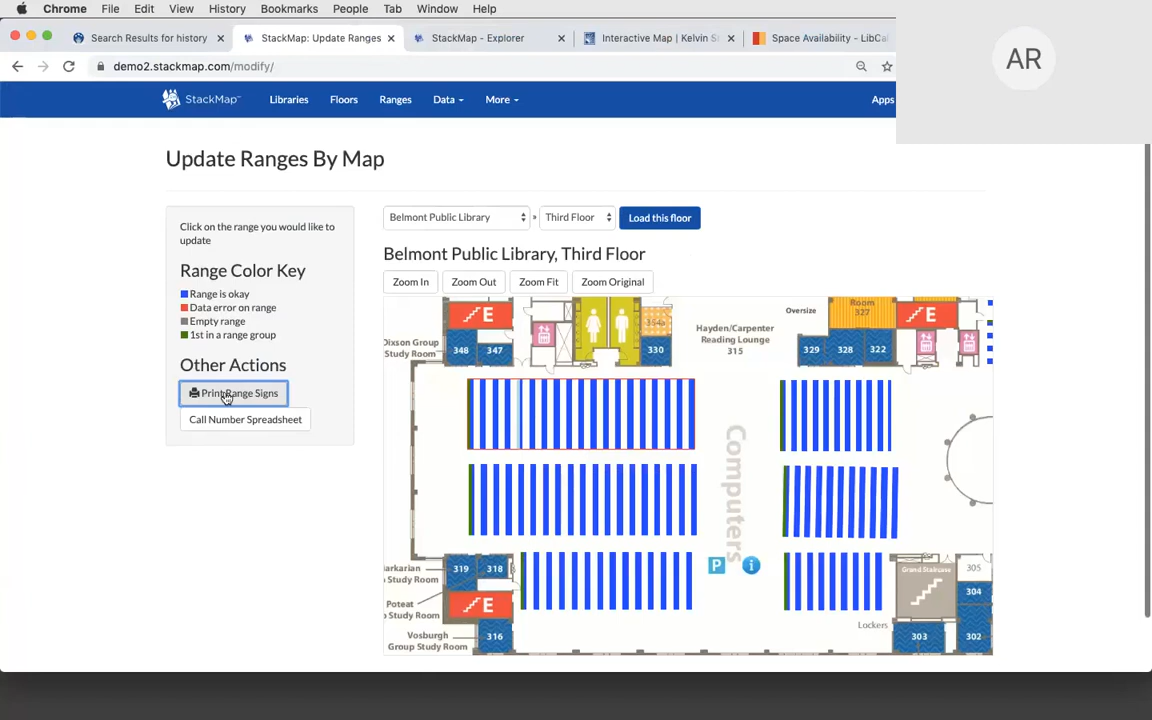 Chrome File Edit View History Bookmarks People Tab Window Help
Search Results for history
StackMap: Update Ranges
StackMap - Explorer
Interactive Map | Kelvin S
Space Availability - LibCal
demo2.stackmap.com/modify/
AR
StackMap™ Libraries Floors Ranges Data More Apps
Update Ranges By Map
Click on the range you would like to
update
Range Color Key
Range is okay
Data error on range
Empty range
1st in a range group
Other Actions
Print Range Signs
Call Number Spreadsheet
Belmont Public Library » Third Floor Load this floor
Belmont Public Library, Third Floor
Zoom In Zoom Out Zoom Fit Zoom Original
E
354a
Oversize
Room
327
E
Dixson Group
Study Room
348
347
330
Hayden/Carpenter
Reading Lounge
315
329
328
322
Computers
P
i
319
318
Poteat
Study Room
E
Vosburgh
Group Study Room
316
Grand Staircase
305
304
Lockers
303
302